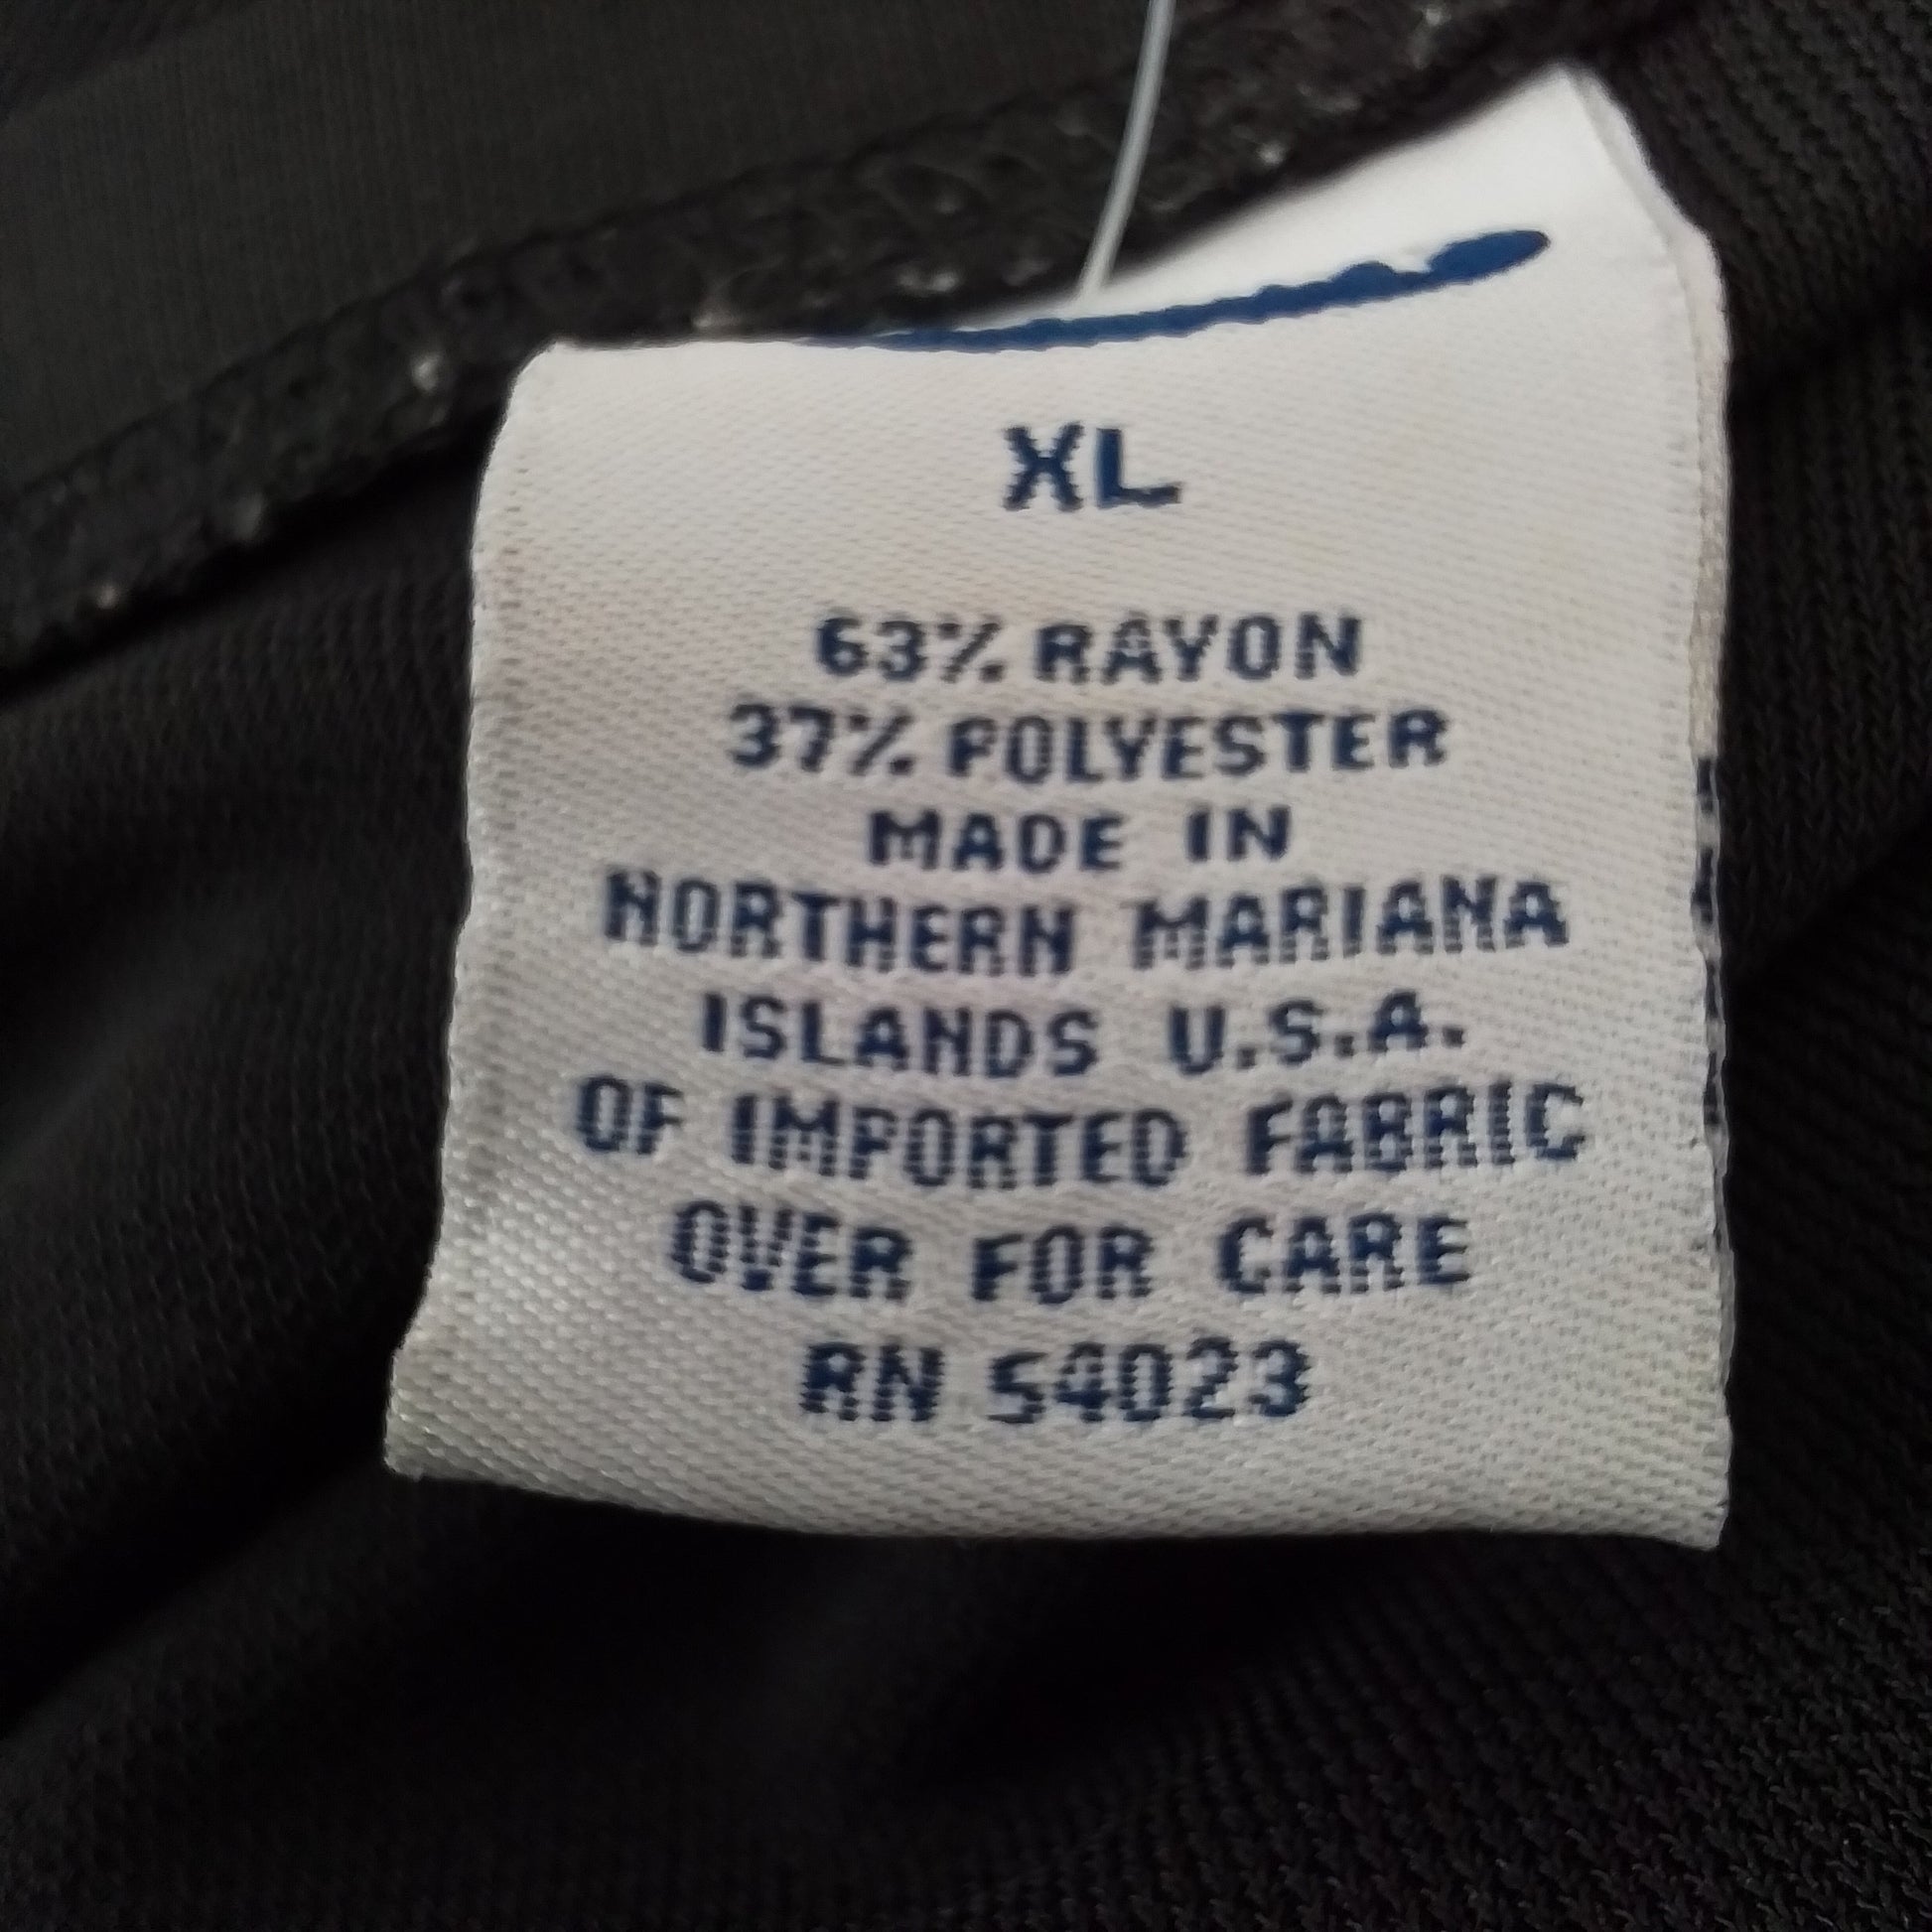 XL
63% RAYON
37% POLYESTER
MADE IN
NORTHERN MARIANA
ISLANDS U.S.A.
OF IMPORTED FABRIC
OVER FOR CARE
RN 54023